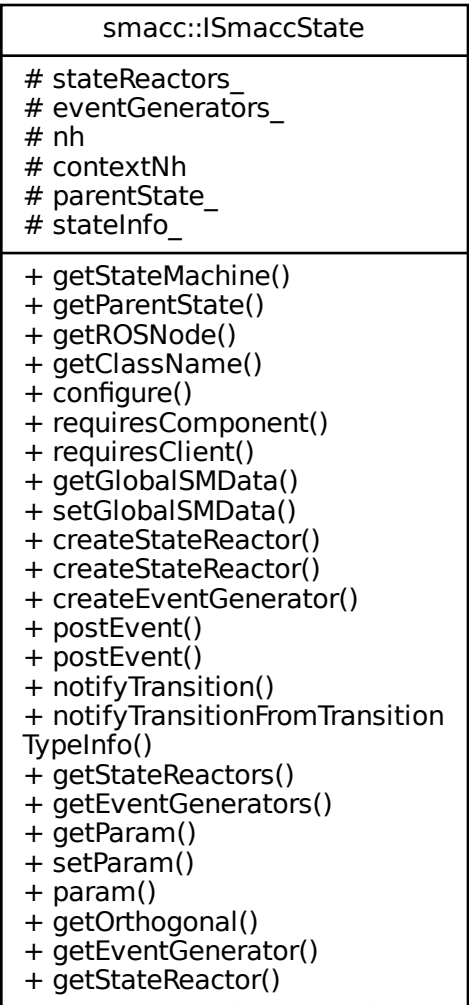 smacc::ISmaccState
# stateReactors_
# eventGenerators_
# nh
# contextNh
# parentState_
# stateInfo_
+ getStateMachine()
+ getParentState()
+ getROSNode()
+ getClassName()
+ configure()
+ requiresComponent()
+ requiresClient()
+ getGlobalSMData()
+ setGlobalSMData()
+ createStateReactor()
+ createStateReactor()
+ createEventGenerator()
+ postEvent()
+ postEvent()
+ notifyTransition()
+ notifyTransitionFromTransition
TypeInfo()
+ getStateReactors()
+ getEventGenerators()
+ getParam()
+ setParam()
+ param()
+ getOrthogonal()
+ getEventGenerator()
+ getStateReactor()